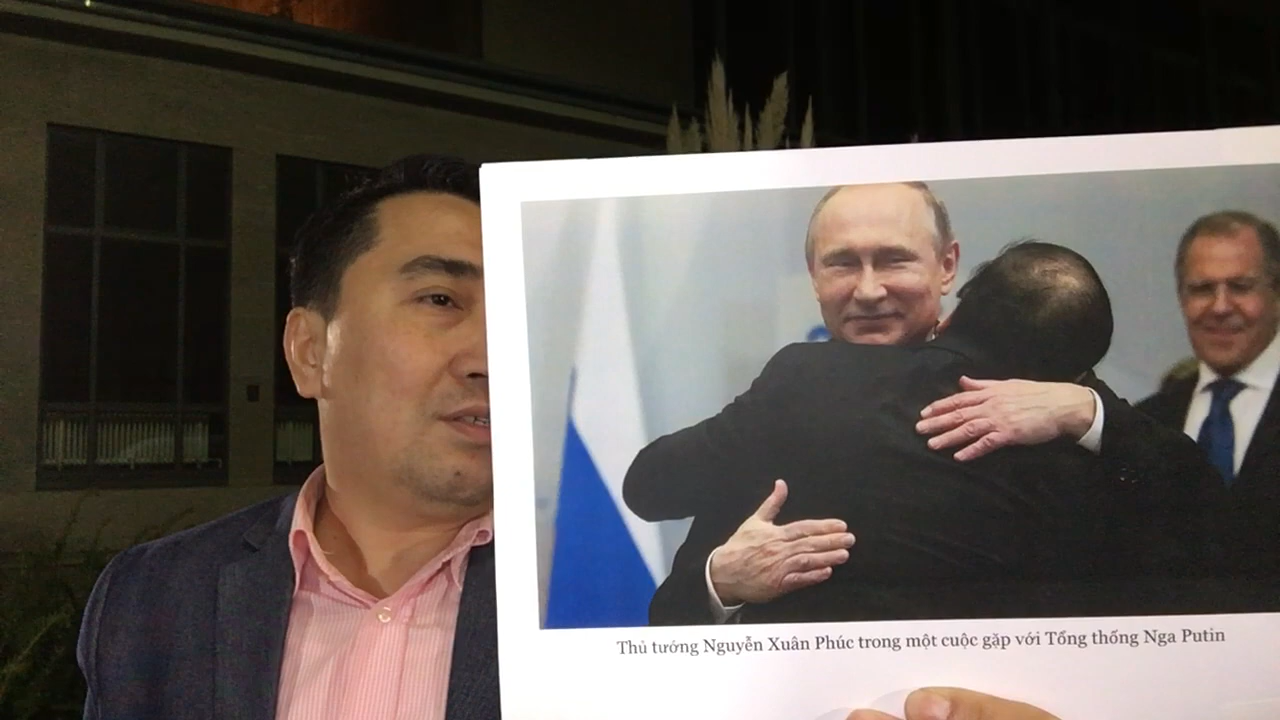 Thủ tướng Nguyễn Xuân Phúc trong một cuộc gặp với Tổng thống Nga Putin